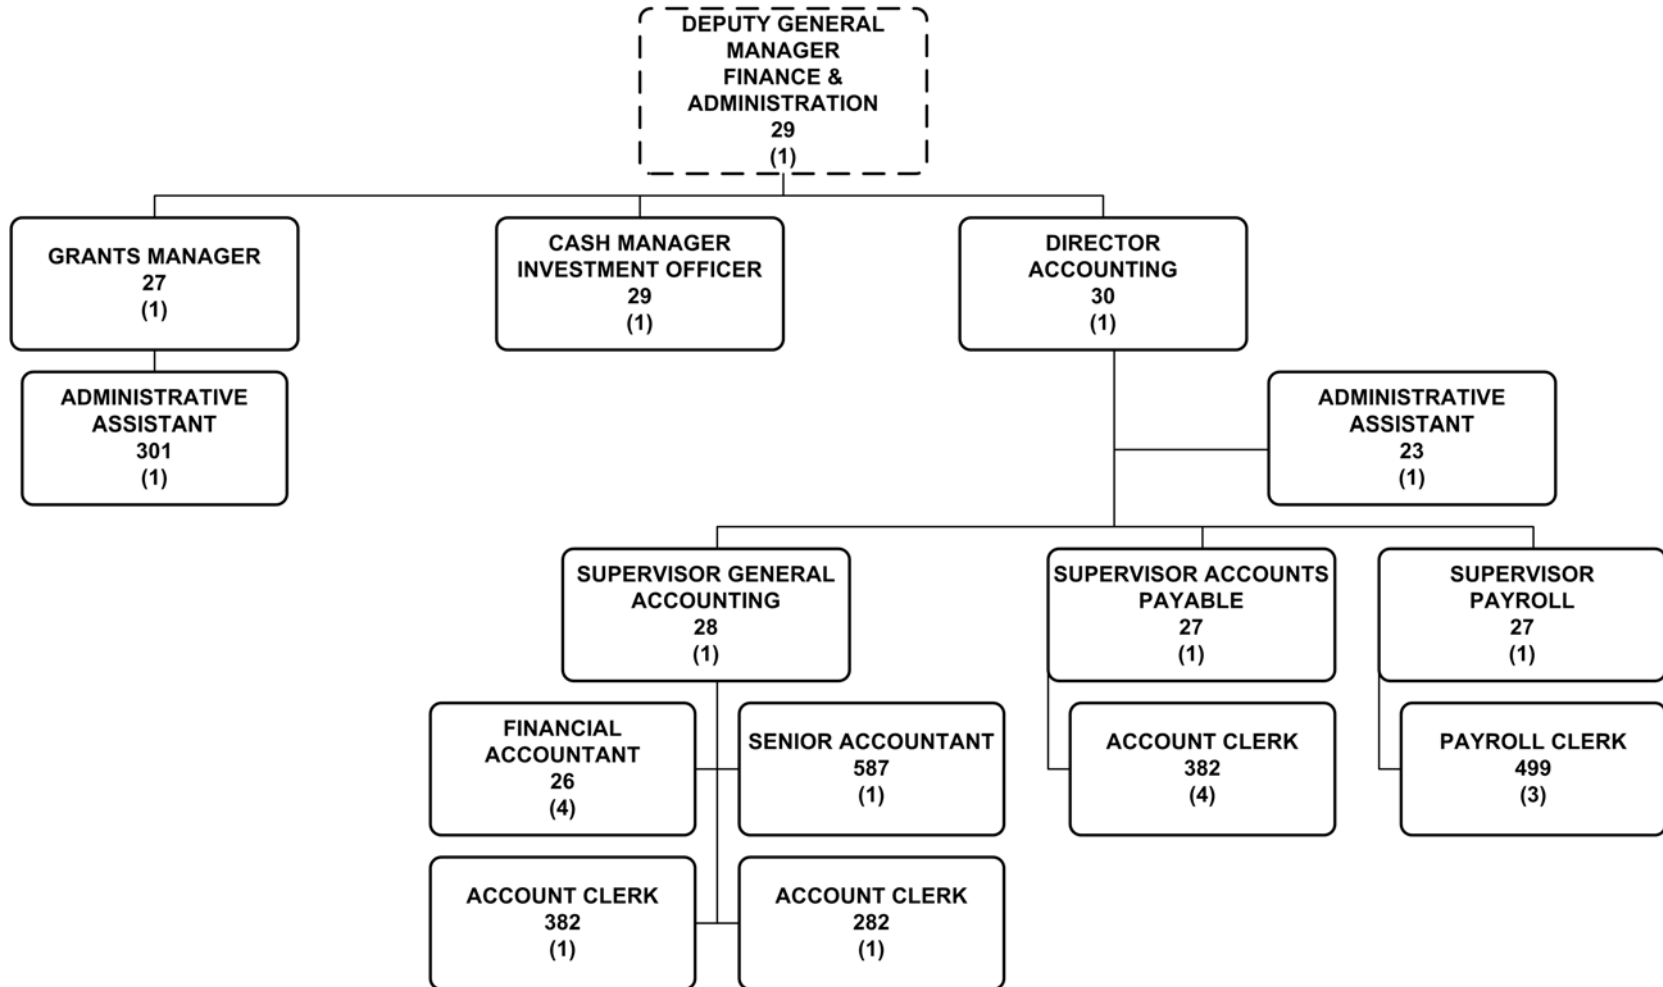 DEPUTY GENERAL
MANAGER
FINANCE &
ADMINISTRATION
29
(1)
GRANTS MANAGER
27
(1)
CASH MANAGER
INVESTMENT OFFICER
29
(1)
DIRECTOR
ACCOUNTING
30
(1)
ADMINISTRATIVE
ASSISTANT
301
(1)
ADMINISTRATIVE
ASSISTANT
23
(1)
SUPERVISOR GENERAL
ACCOUNTING
28
(1)
SUPERVISOR ACCOUNTS
PAYABLE
27
(1)
SUPERVISOR
PAYROLL
27
(1)
FINANCIAL
ACCOUNTANT
26
(4)
SENIOR ACCOUNTANT
587
(1)
ACCOUNT CLERK
382
(4)
PAYROLL CLERK
499
(3)
ACCOUNT CLERK
382
(1)
ACCOUNT CLERK
282
(1)